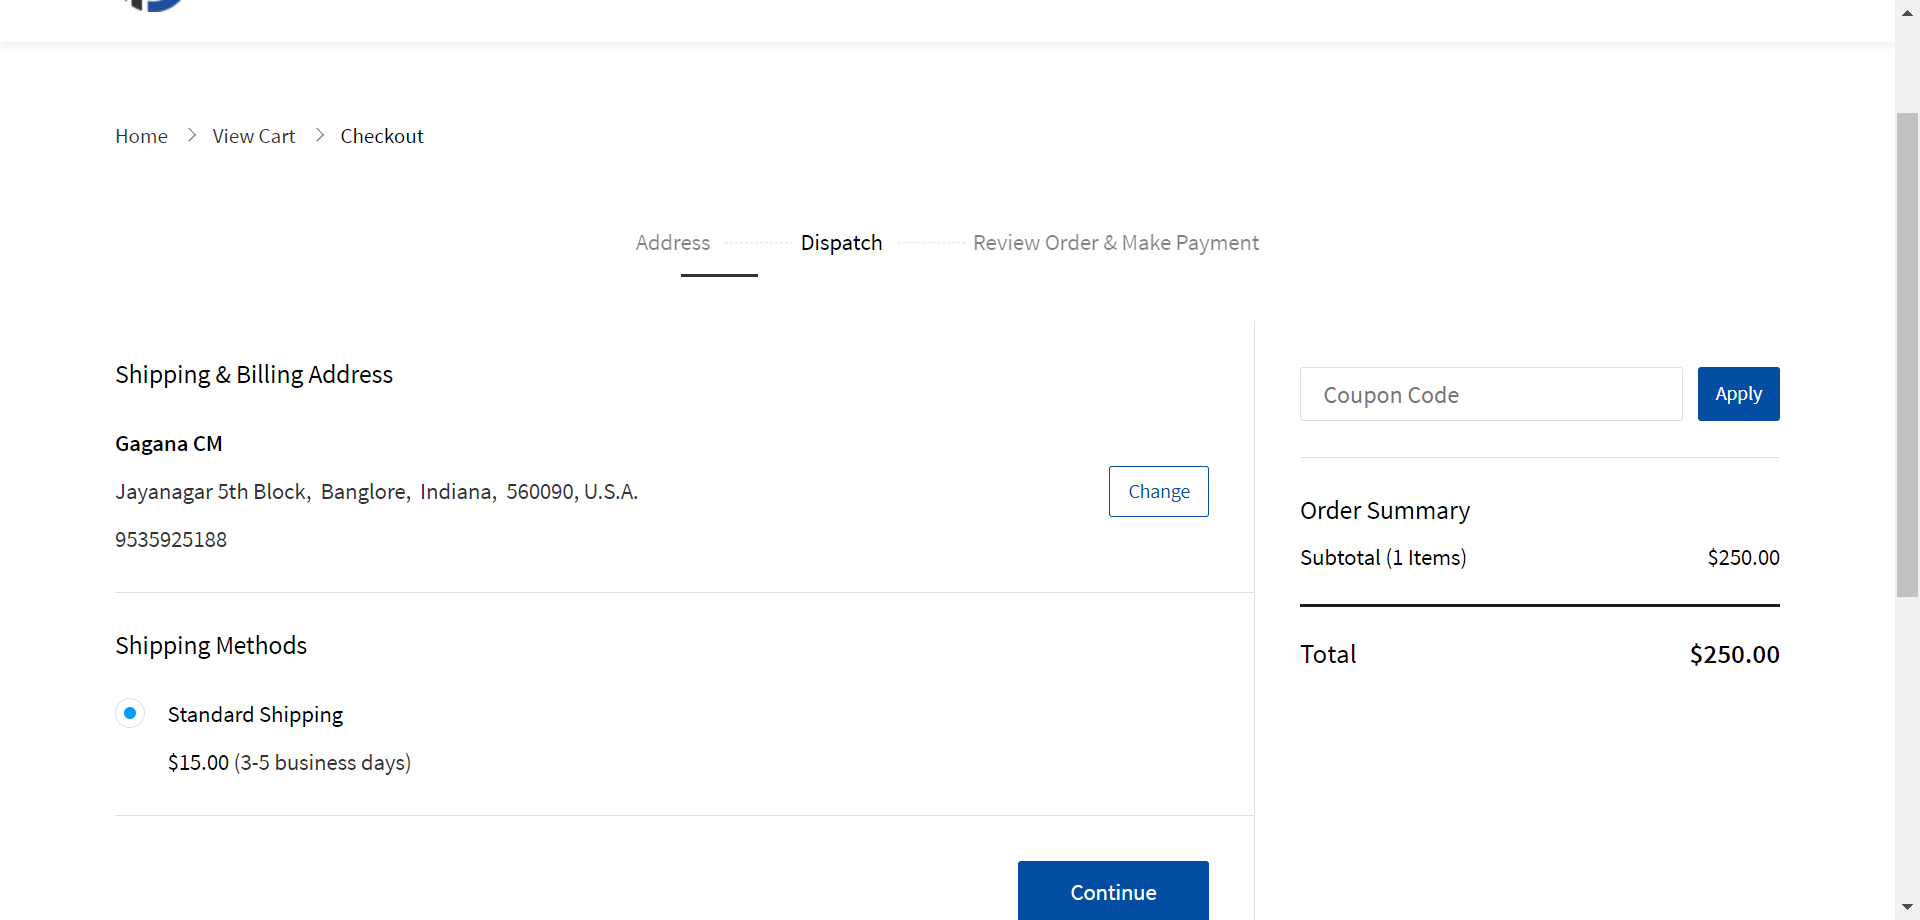 Home > View Cart > Checkout
Address Dispatch Review Order & Make Payment
Shipping & Billing Address
Gagana CM
Jayanagar 5th Block, Banglore, Indiana, 560090, U.S.A.
9535925188
Change
Shipping Methods
Standard Shipping
$15.00 (3-5 business days)
Continue
Coupon Code
Apply
Order Summary
Subtotal (1 Items) $250.00
Total $250.00